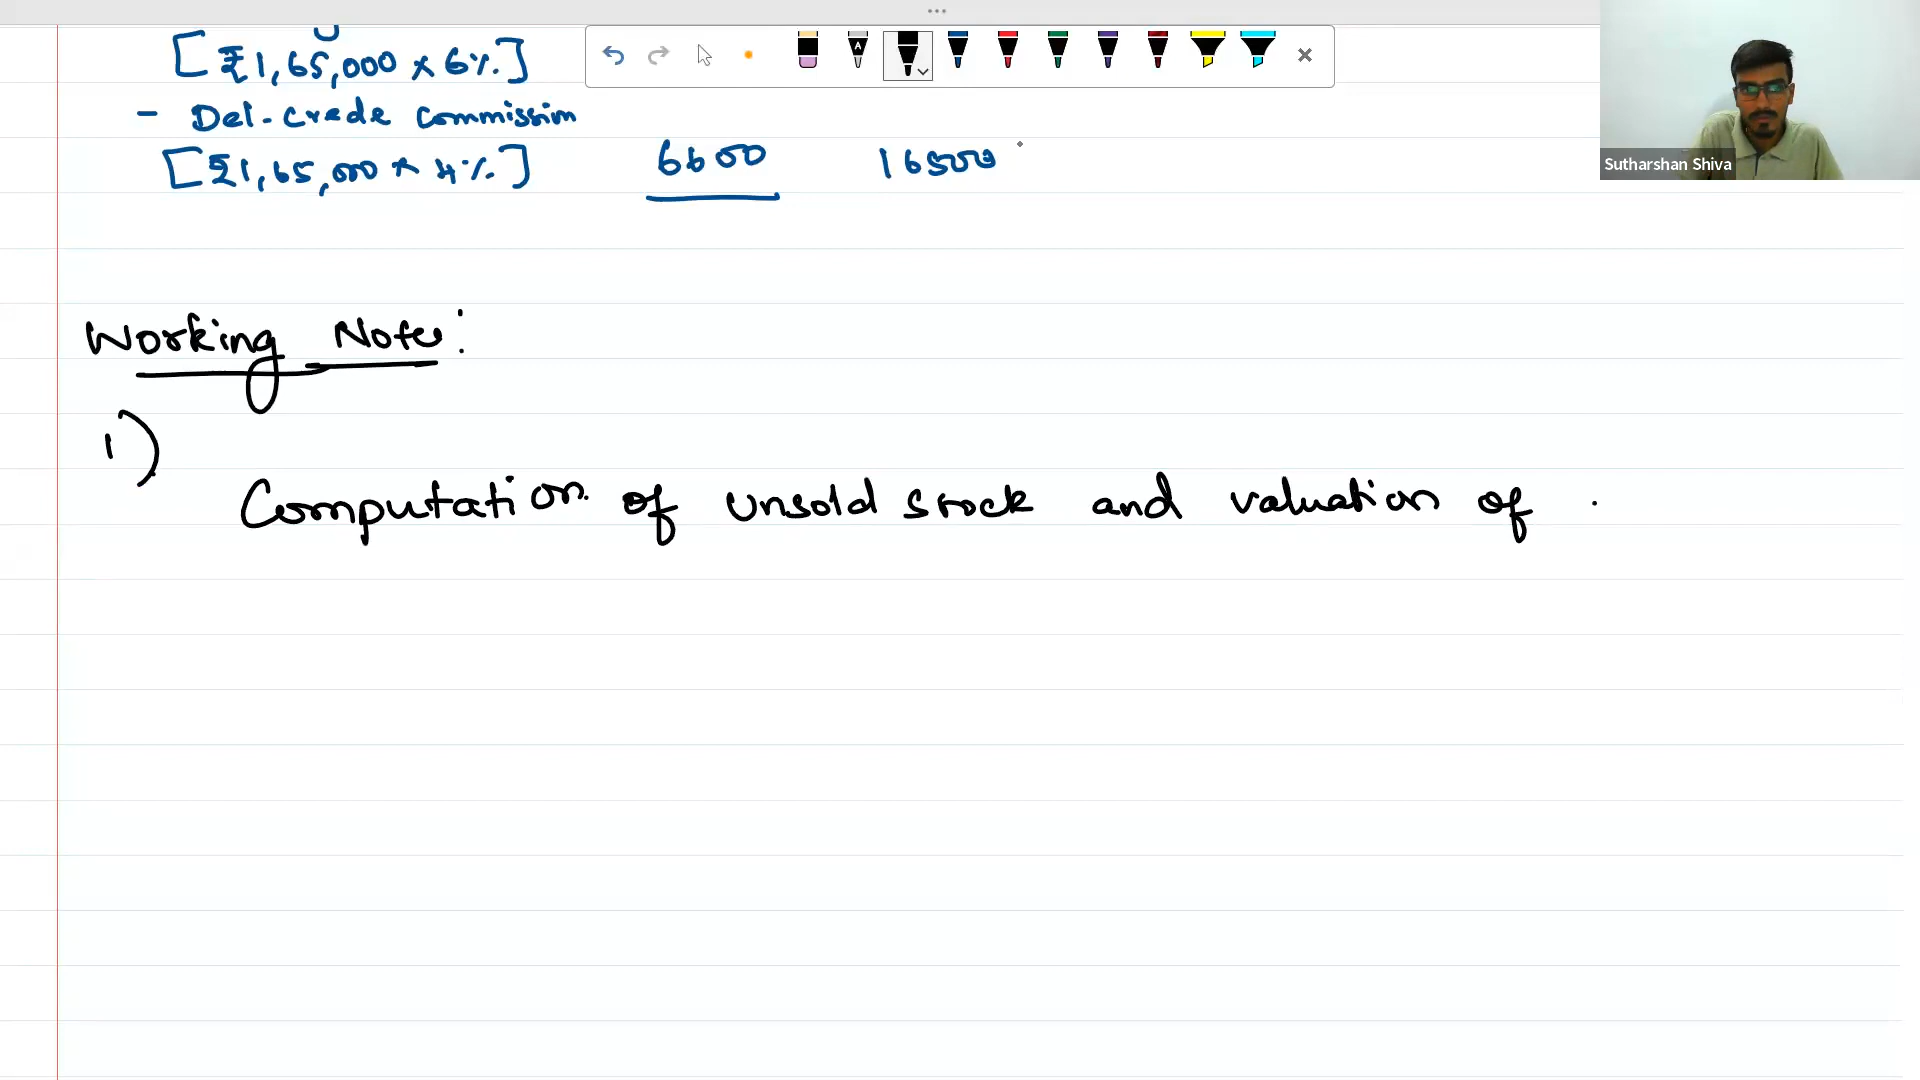 [₹1,65,000 × 6%]
- Del-crede commission
[₹1,65,000 × 4%] 6600 16500
Sutharshan Shiva
Working Notes:
1)
Computation of unsold stock and valuation of